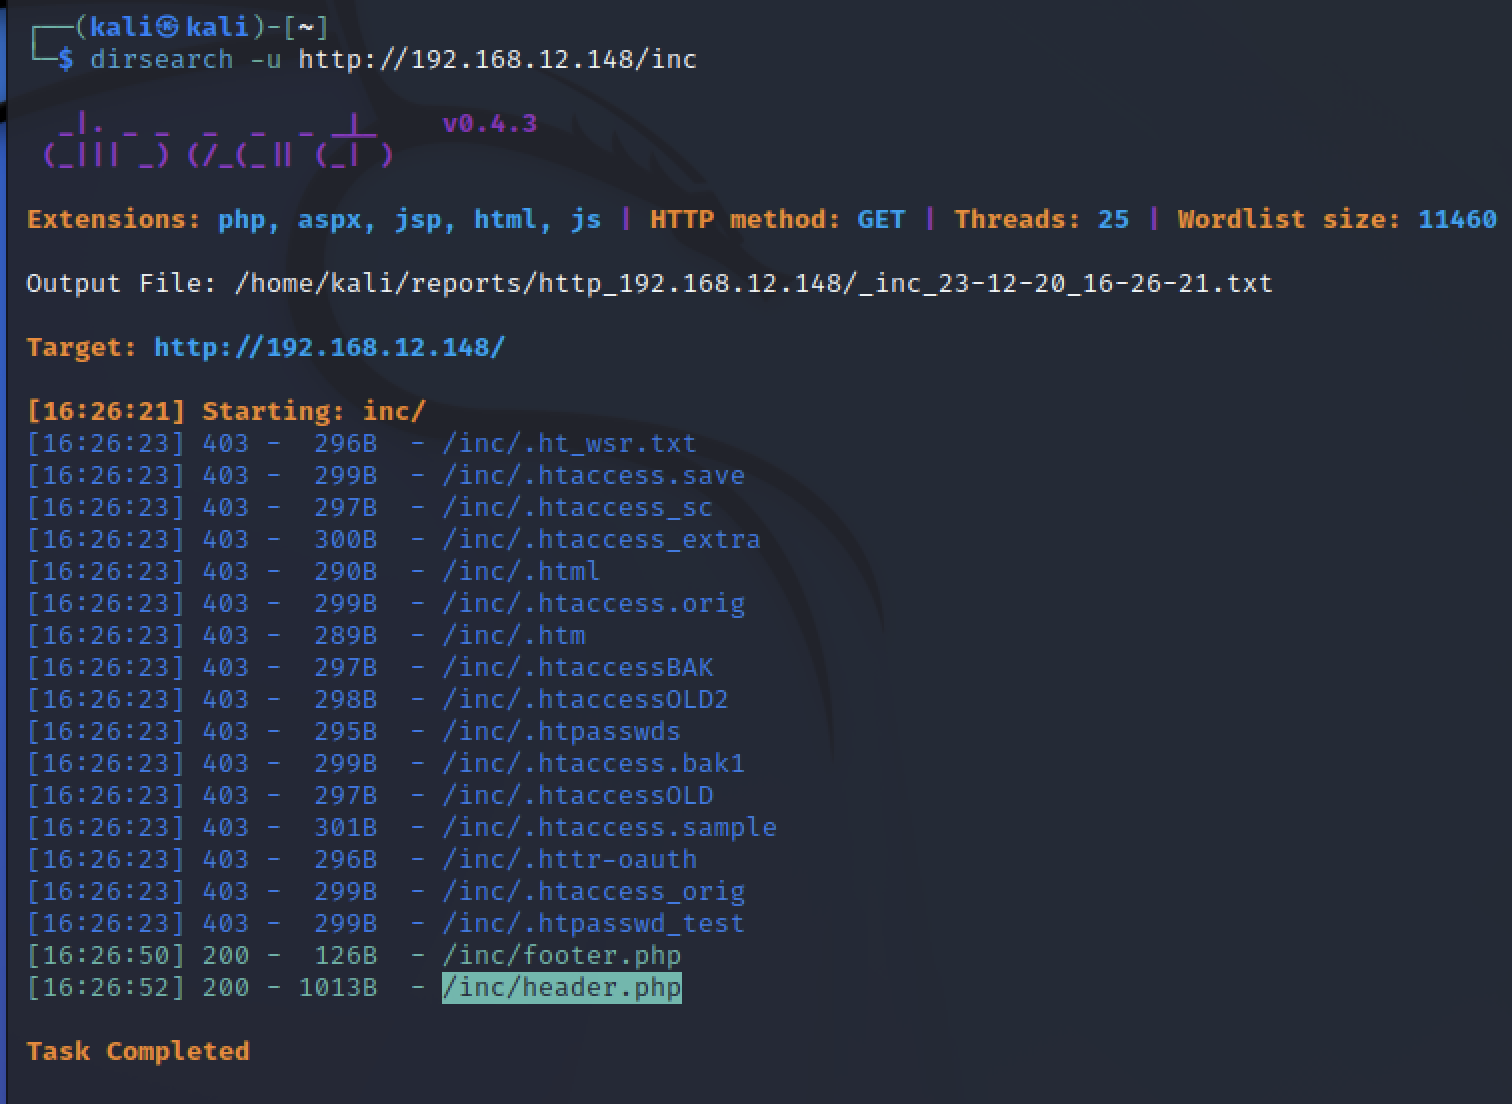 ┌──(kali㉿kali)-[~]
└─$ dirsearch -u http://192.168.12.148/inc
  _|. _ _  _  _  _ _|_    v0.4.3
 (_||| _) (/_(_|| (_| )
Extensions: php, aspx, jsp, html, js | HTTP method: GET | Threads: 25 | Wordlist size: 11460
Output File: /home/kali/reports/http_192.168.12.148/_inc_23-12-20_16-26-21.txt
Target: http://192.168.12.148/
[16:26:21] Starting: inc/
[16:26:23] 403 -  296B  - /inc/.ht_wsr.txt
[16:26:23] 403 -  299B  - /inc/.htaccess.save
[16:26:23] 403 -  297B  - /inc/.htaccess_sc
[16:26:23] 403 -  300B  - /inc/.htaccess_extra
[16:26:23] 403 -  290B  - /inc/.html
[16:26:23] 403 -  299B  - /inc/.htaccess.orig
[16:26:23] 403 -  289B  - /inc/.htm
[16:26:23] 403 -  297B  - /inc/.htaccessBAK
[16:26:23] 403 -  298B  - /inc/.htaccessOLD2
[16:26:23] 403 -  295B  - /inc/.htpasswds
[16:26:23] 403 -  299B  - /inc/.htaccess.bak1
[16:26:23] 403 -  297B  - /inc/.htaccessOLD
[16:26:23] 403 -  301B  - /inc/.htaccess.sample
[16:26:23] 403 -  296B  - /inc/.httr-oauth
[16:26:23] 403 -  299B  - /inc/.htaccess_orig
[16:26:23] 403 -  299B  - /inc/.htpasswd_test
[16:26:50] 200 -  126B  - /inc/footer.php
[16:26:52] 200 - 1013B  - /inc/header.php
Task Completed